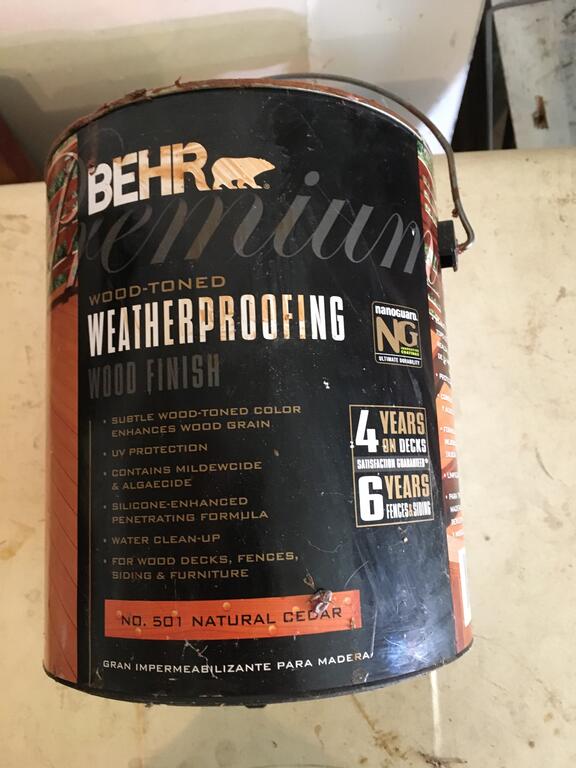 BEHR
Premium
WOOD-TONED
WEATHERPROOFING
WOOD FINISH
nanoGuard
NG
ULTIMATE DURABILITY
• SUBTLE WOOD-TONED COLOR
ENHANCES WOOD GRAIN
• UV PROTECTION
• CONTAINS MILDEWCIDE
& ALGAECIDE
• SILICONE-ENHANCED
PENETRATING FORMULA
• WATER CLEAN-UP
• FOR WOOD DECKS, FENCES,
SIDING & FURNITURE
4 YEARS
ON DECKS
SATISFACTION GUARANTEED*
6 YEARS
FENCES & SIDING
NO. 501 NATURAL CEDAR
GRAN IMPERMEABILIZANTE PARA MADERA